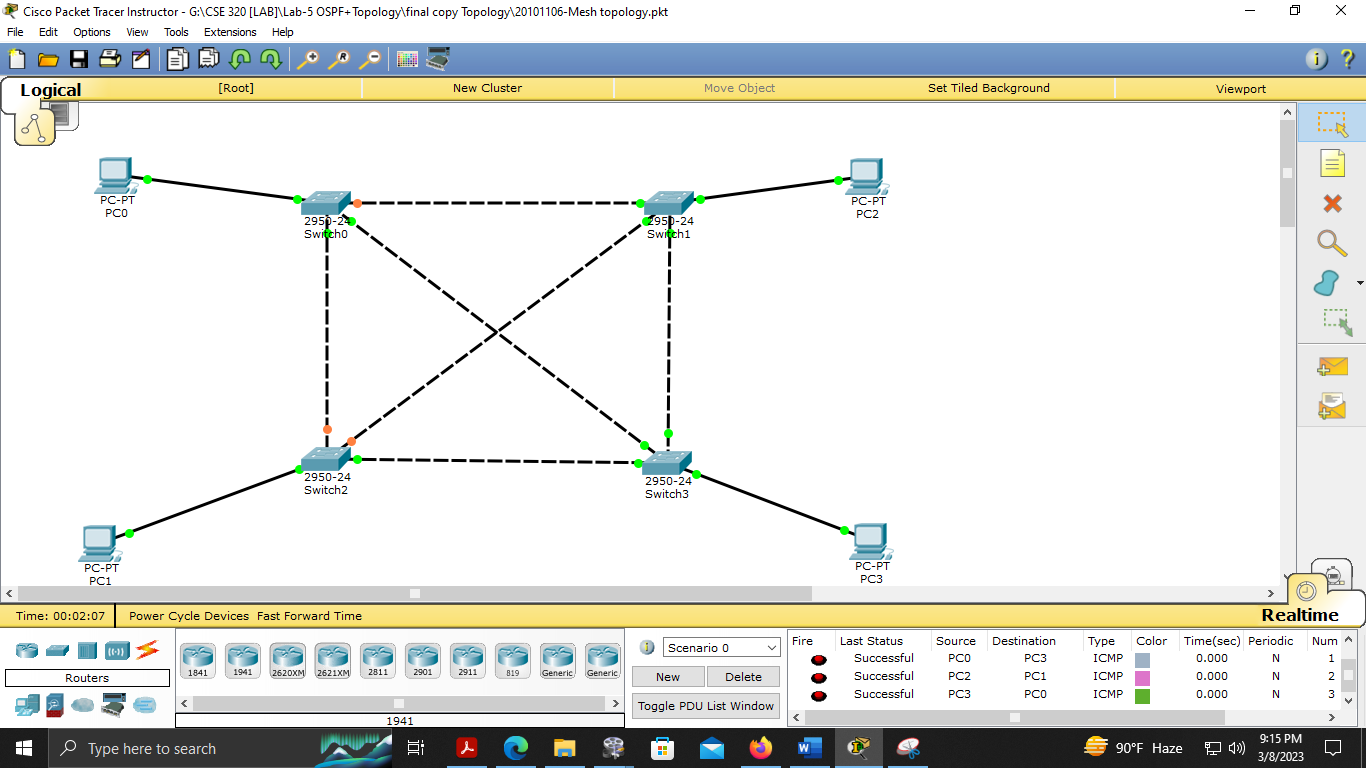 Cisco Packet Tracer Instructor - G:\CSE 320 [LAB]\Lab-5 OSPF+Topology\final copy Topology\20101106-Mesh topology.pkt
File Edit Options View Tools Extensions Help
Logical [Root] New Cluster Move Object Set Tiled Background Viewport
PC-PT
PC0
2950-24
Switch0
2950-24
Switch1
PC-PT
PC2
2950-24
Switch2
2950-24
Switch3
PC-PT
PC1
PC-PT
PC3
Time: 00:02:07 Power Cycle Devices Fast Forward Time Realtime
Routers
1841 1941 2620XM 2621XM 2811 2901 2911 819 Generic Generic
1941
Scenario 0
New Delete
Toggle PDU List Window
Fire Last Status Source Destination Type Color Time(sec) Periodic Num
Successful PC0 PC3 ICMP 0.000 N 1
Successful PC2 PC1 ICMP 0.000 N 2
Successful PC3 PC0 ICMP 0.000 N 3
Type here to search
90°F Haze
9:15 PM
3/8/2023